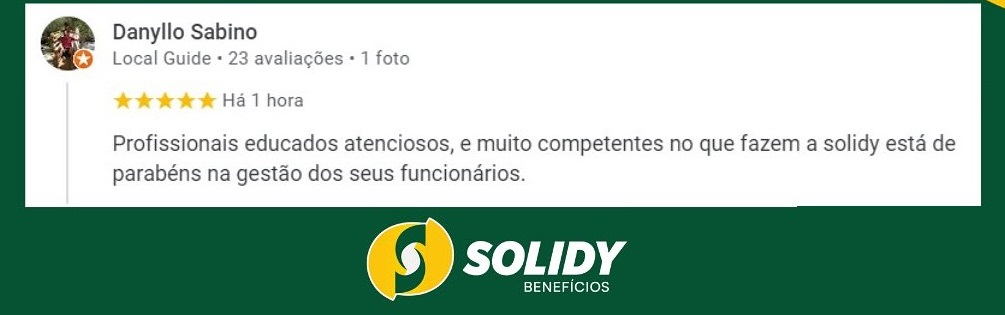 Danyllo Sabino
Local Guide • 23 avaliações • 1 foto
Há 1 hora
Profissionais educados atenciosos, e muito competentes no que fazem a solidy está de
parabéns na gestão dos seus funcionários.
SOLIDY
BENEFÍCIOS